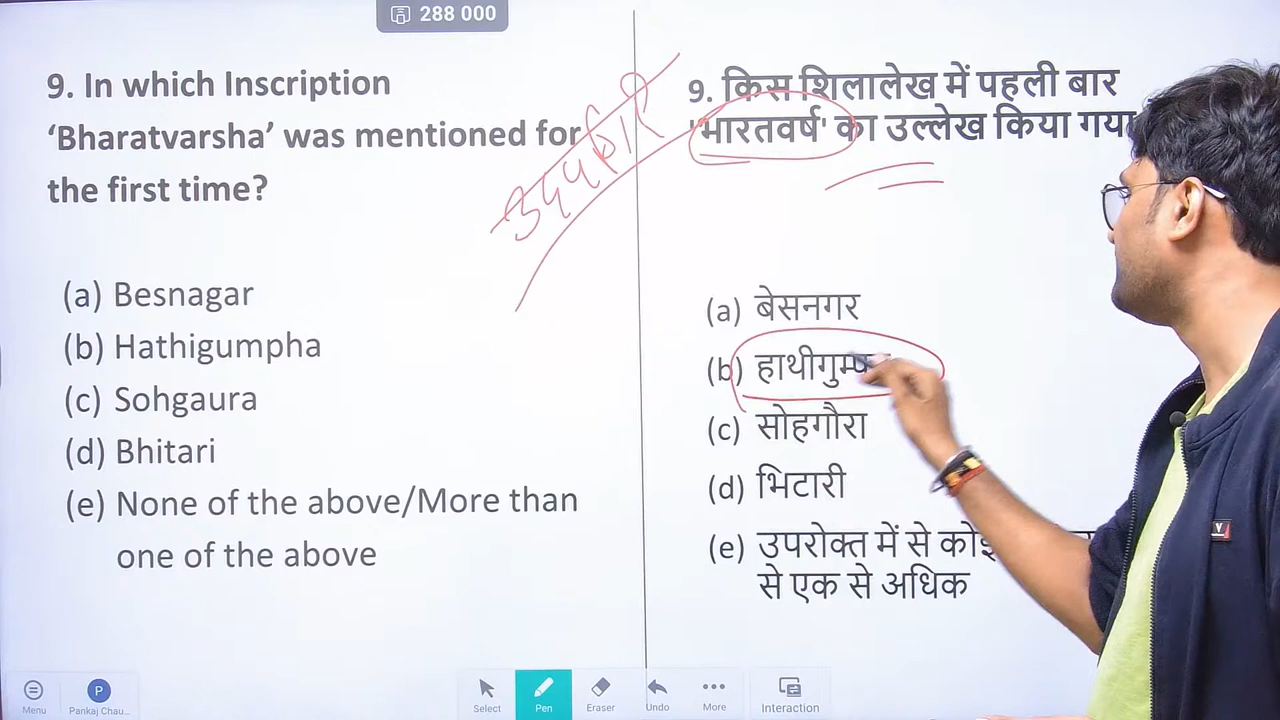 288 000
9. In which Inscription
‘Bharatvarsha’ was mentioned for
the first time?
(a) Besnagar
(b) Hathigumpha
(c) Sohgaura
(d) Bhitari
(e) None of the above/More than
one of the above
9. किस शिलालेख में पहली बार
'भारतवर्ष' का उल्लेख किया गया
(a) बेसनगर
(b) हाथीगुम्फा
(c) सोहगौरा
(d) भिटारी
(e) उपरोक्त में से कोई
से एक से अधिक
Menu
P
Pankaj Chau...
Select
Pen
Eraser
Undo
More
Interaction